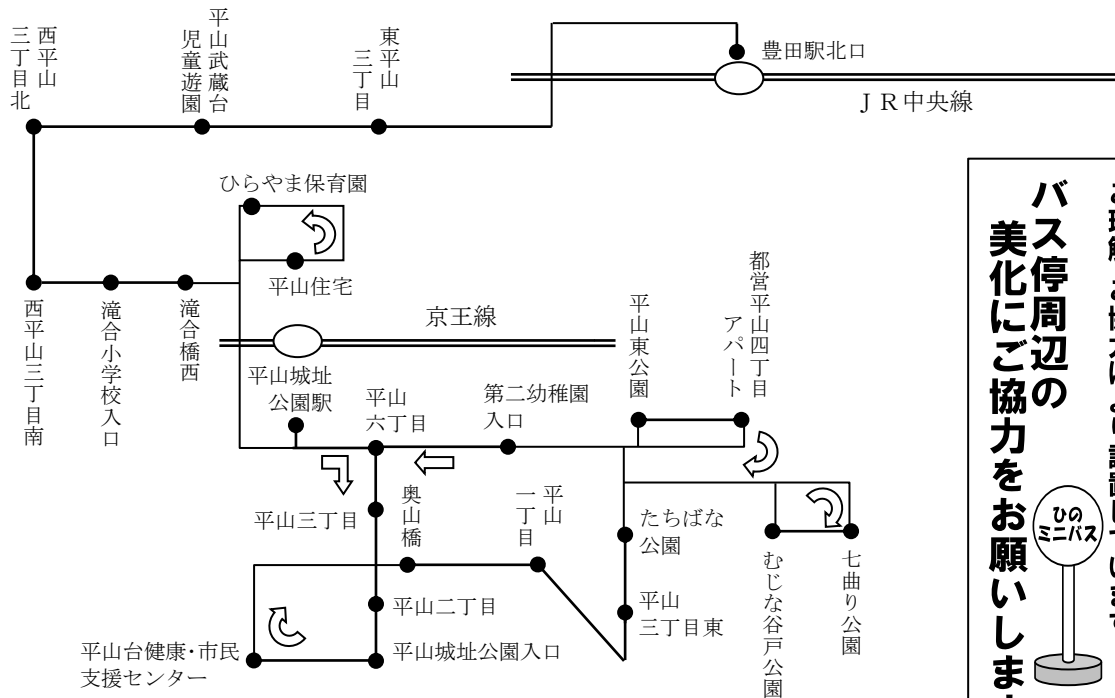 西平山
三丁目北
平山武蔵台
児童遊園
東平山
三丁目
豊田駅北口
ＪＲ中央線
ひらやま保育園
平山住宅
西平山三丁目南
滝合小学校入口
滝合橋西
京王線
平山城址
公園駅
平山
六丁目
第二幼稚園
入口
平山東公園
都営平山四丁目
アパート
平山三丁目
奥山橋
平山
一丁目
たちばな
公園
むじな谷戸公園
七曲り公園
平山二丁目
平山
三丁目東
平山台健康・市民
支援センター
平山城址公園入口
バス停周辺の
美化にご協力をお願いしま
ひの
ミニバス